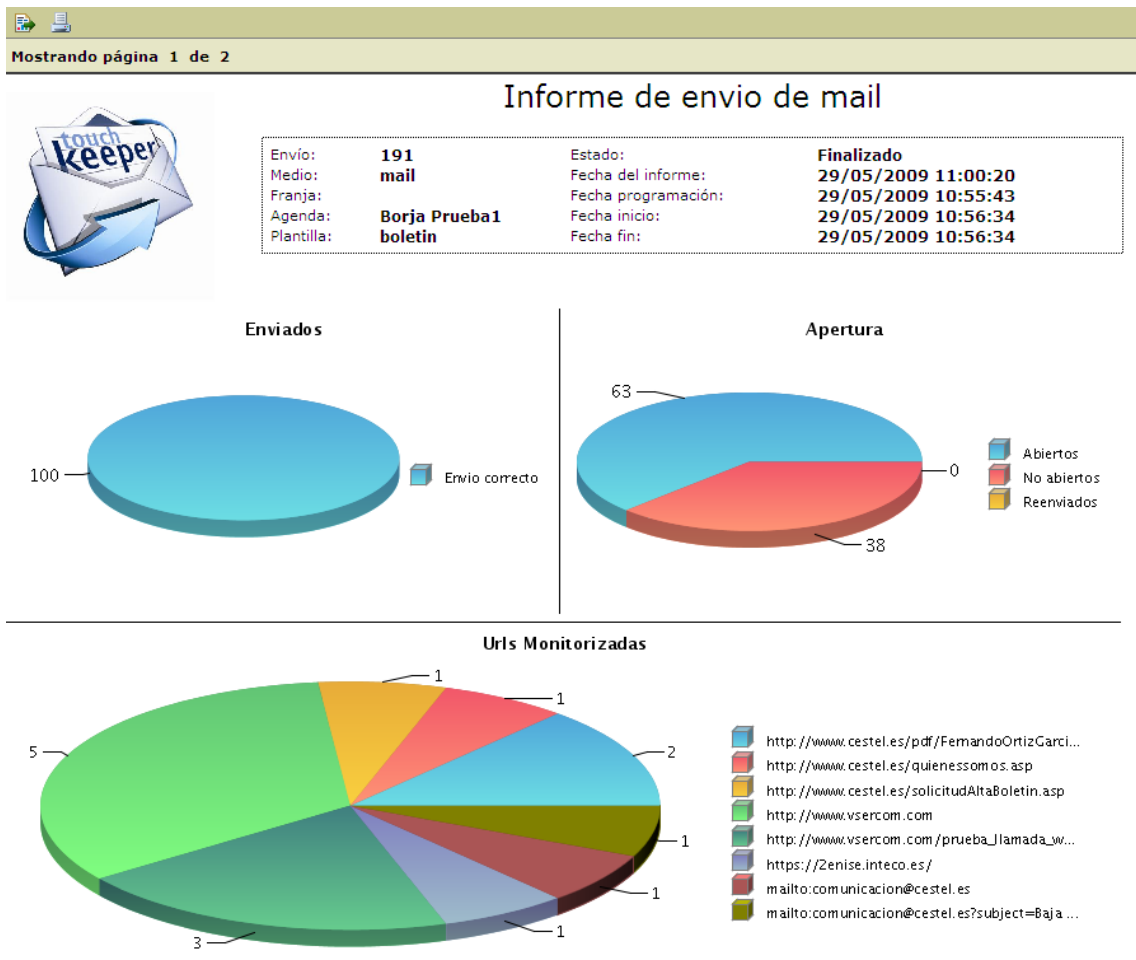 Mostrando página 1 de 2
Informe de envio de mail
touch
keeper
Envío: 191 Estado: Finalizado
Medio: mail Fecha del informe: 29/05/2009 11:00:20
Franja: Fecha programación: 29/05/2009 10:55:43
Agenda: Borja Prueba1 Fecha inicio: 29/05/2009 10:56:34
Plantilla: boletin Fecha fin: 29/05/2009 10:56:34
Enviados
100
Envio correcto
Apertura
63
0
38
Abiertos
No abiertos
Reenviados
Urls Monitorizadas
1
1
5
2
1
1
1
3
http://www.cestel.es/pdf/FernandoOrtizGarci...
http://www.cestel.es/quienessomos.asp
http://www.cestel.es/solicitudAltaBoletin.asp
http://www.vsercom.com
http://www.vsercom.com/prueba_llamada_w...
https://2enise.inteco.es/
mailto:comunicacion@cestel.es
mailto:comunicacion@cestel.es?subject=Baja ...